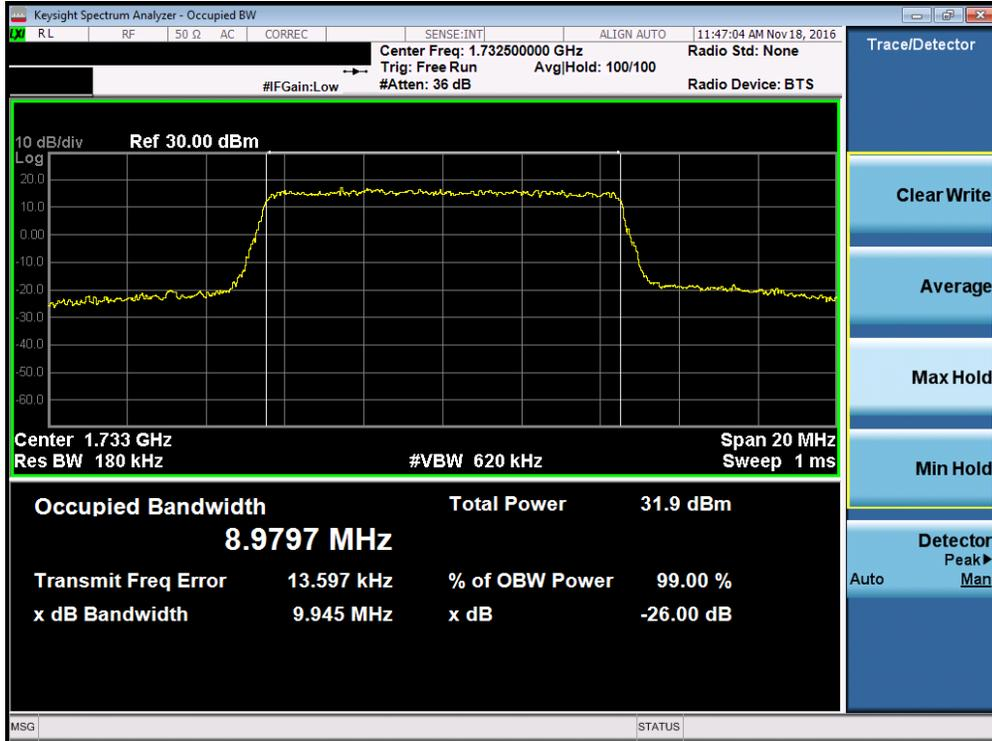 Keysight Spectrum Analyzer - Occupied BW
LXI RL RF 50 Ω AC CORREC SENSE:INT ALIGN AUTO 11:47:04 AM Nov 18, 2016
Center Freq: 1.732500000 GHz Radio Std: None
Trig: Free Run Avg|Hold: 100/100
#IFGain:Low #Atten: 36 dB Radio Device: BTS
Trace/Detector
10 dB/div Ref 30.00 dBm
Log
20.0
10.0
0.00
-10.0
-20.0
-30.0
-40.0
-50.0
-60.0
Center 1.733 GHz Span 20 MHz
Res BW 180 kHz #VBW 620 kHz Sweep 1 ms
Occupied Bandwidth Total Power 31.9 dBm
8.9797 MHz
Transmit Freq Error 13.597 kHz % of OBW Power 99.00 %
x dB Bandwidth 9.945 MHz x dB -26.00 dB
Clear Write
Average
Max Hold
Min Hold
Detector
Peak▶
Auto Man
MSG STATUS